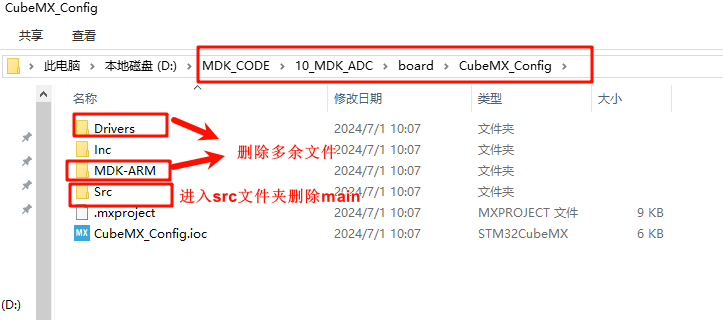 CubeMX_Config
共享 查看
此电脑 本地磁盘 (D:) MDK_CODE 10_MDK_ADC board CubeMX_Config
名称 修改日期 类型 大小
Drivers 2024/7/1 10:07 文件夹
Inc 2024/7/1 10:07 文件夹
删除多余文件
MDK-ARM 2024/7/1 10:07 文件夹
Src 2024/7/1 10:07 文件夹
进入src文件夹删除main
.mxproject 2024/7/1 10:07 MXPROJECT 文件 9 KB
MX CubeMX_Config.ioc 2024/7/1 10:07 STM32CubeMX 6 KB
(D:)